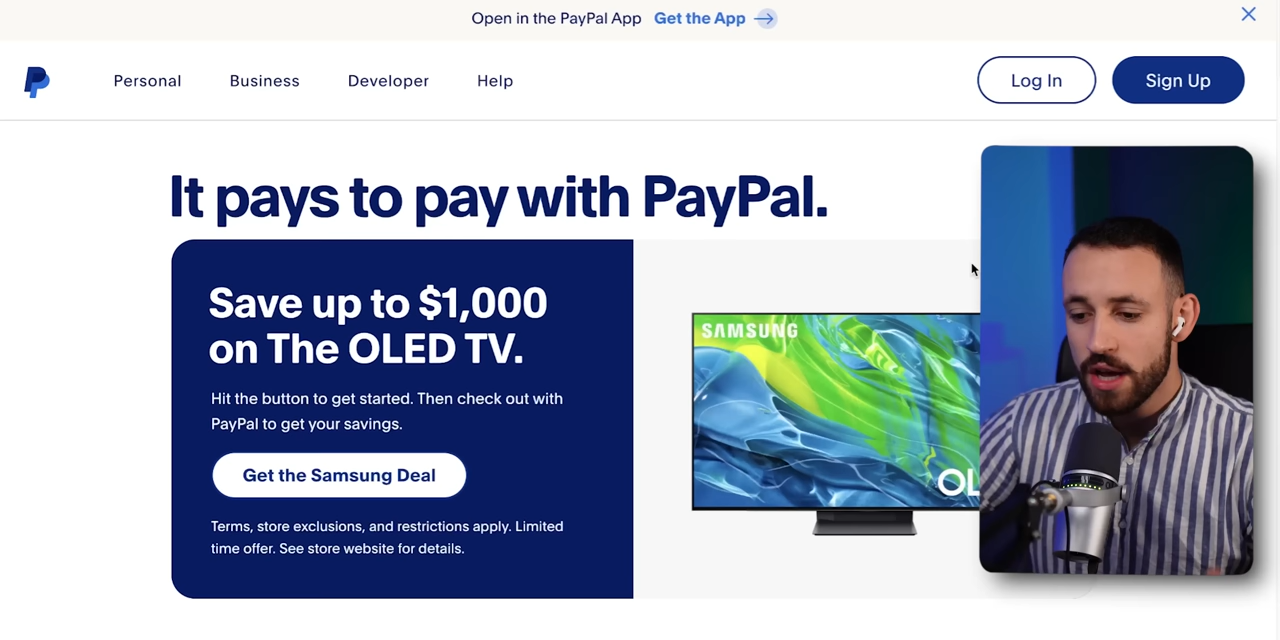 Open in the PayPal App Get the App
Personal Business Developer Help Log In Sign Up
It pays to pay with PayPal.
Save up to $1,000
on The OLED TV.
Hit the button to get started. Then check out with
PayPal to get your savings.
Get the Samsung Deal
Terms, store exclusions, and restrictions apply. Limited
time offer. See store website for details.
SAMSUNG
OL